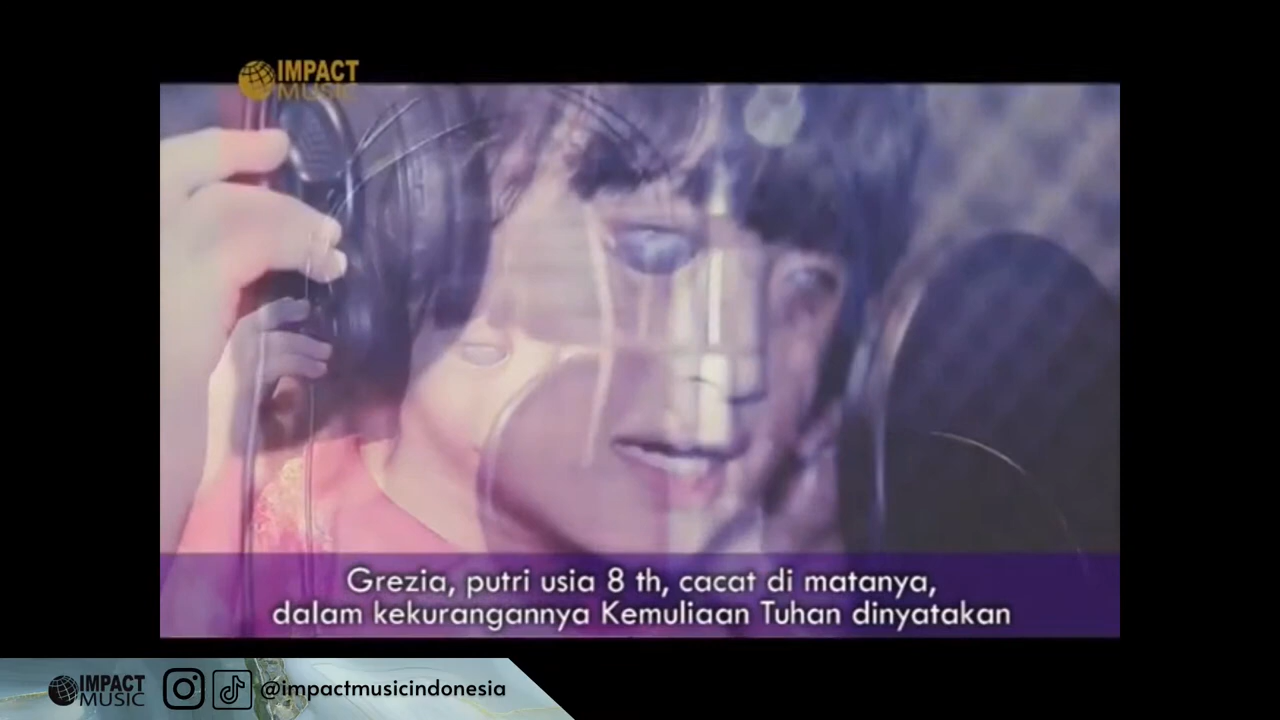 IMPACT
MUSIC
Grezia, putri usia 8 th, cacat di matanya,
dalam kekurangannya Kemuliaan Tuhan dinyatakan
IMPACT
MUSIC
@impactmusicindonesia